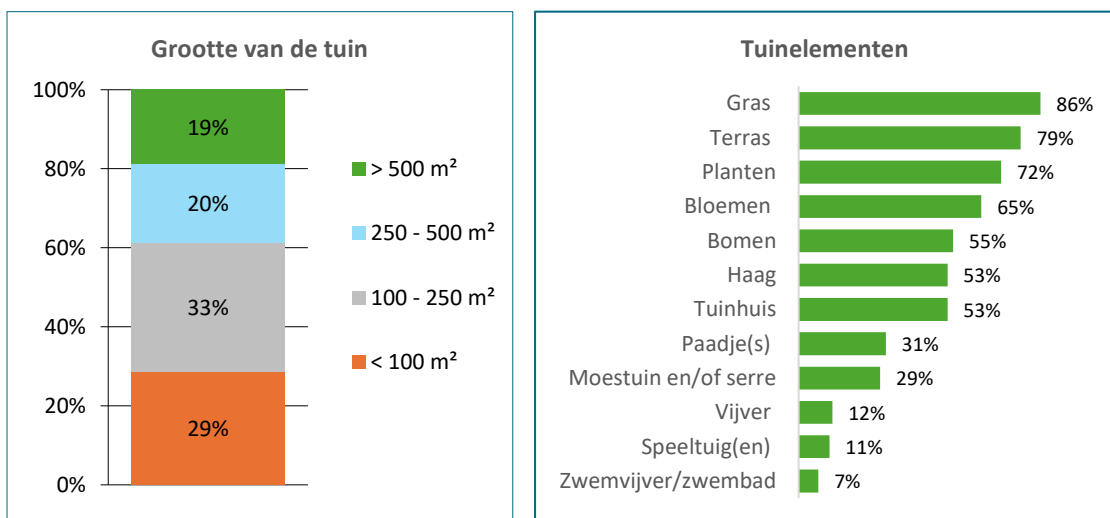 Grootte van de tuin
100%
80%
60%
40%
20%
0%
19%
20%
33%
29%
> 500 m²
250 - 500 m²
100 - 250 m²
< 100 m²
Tuinelementen
Gras 86%
Terras 79%
Planten 72%
Bloemen 65%
Bomen 55%
Haag 53%
Tuinhuis 53%
Paadje(s) 31%
Moestuin en/of serre 29%
Vijver 12%
Speeltuig(en) 11%
Zwemvijver/zwembad 7%